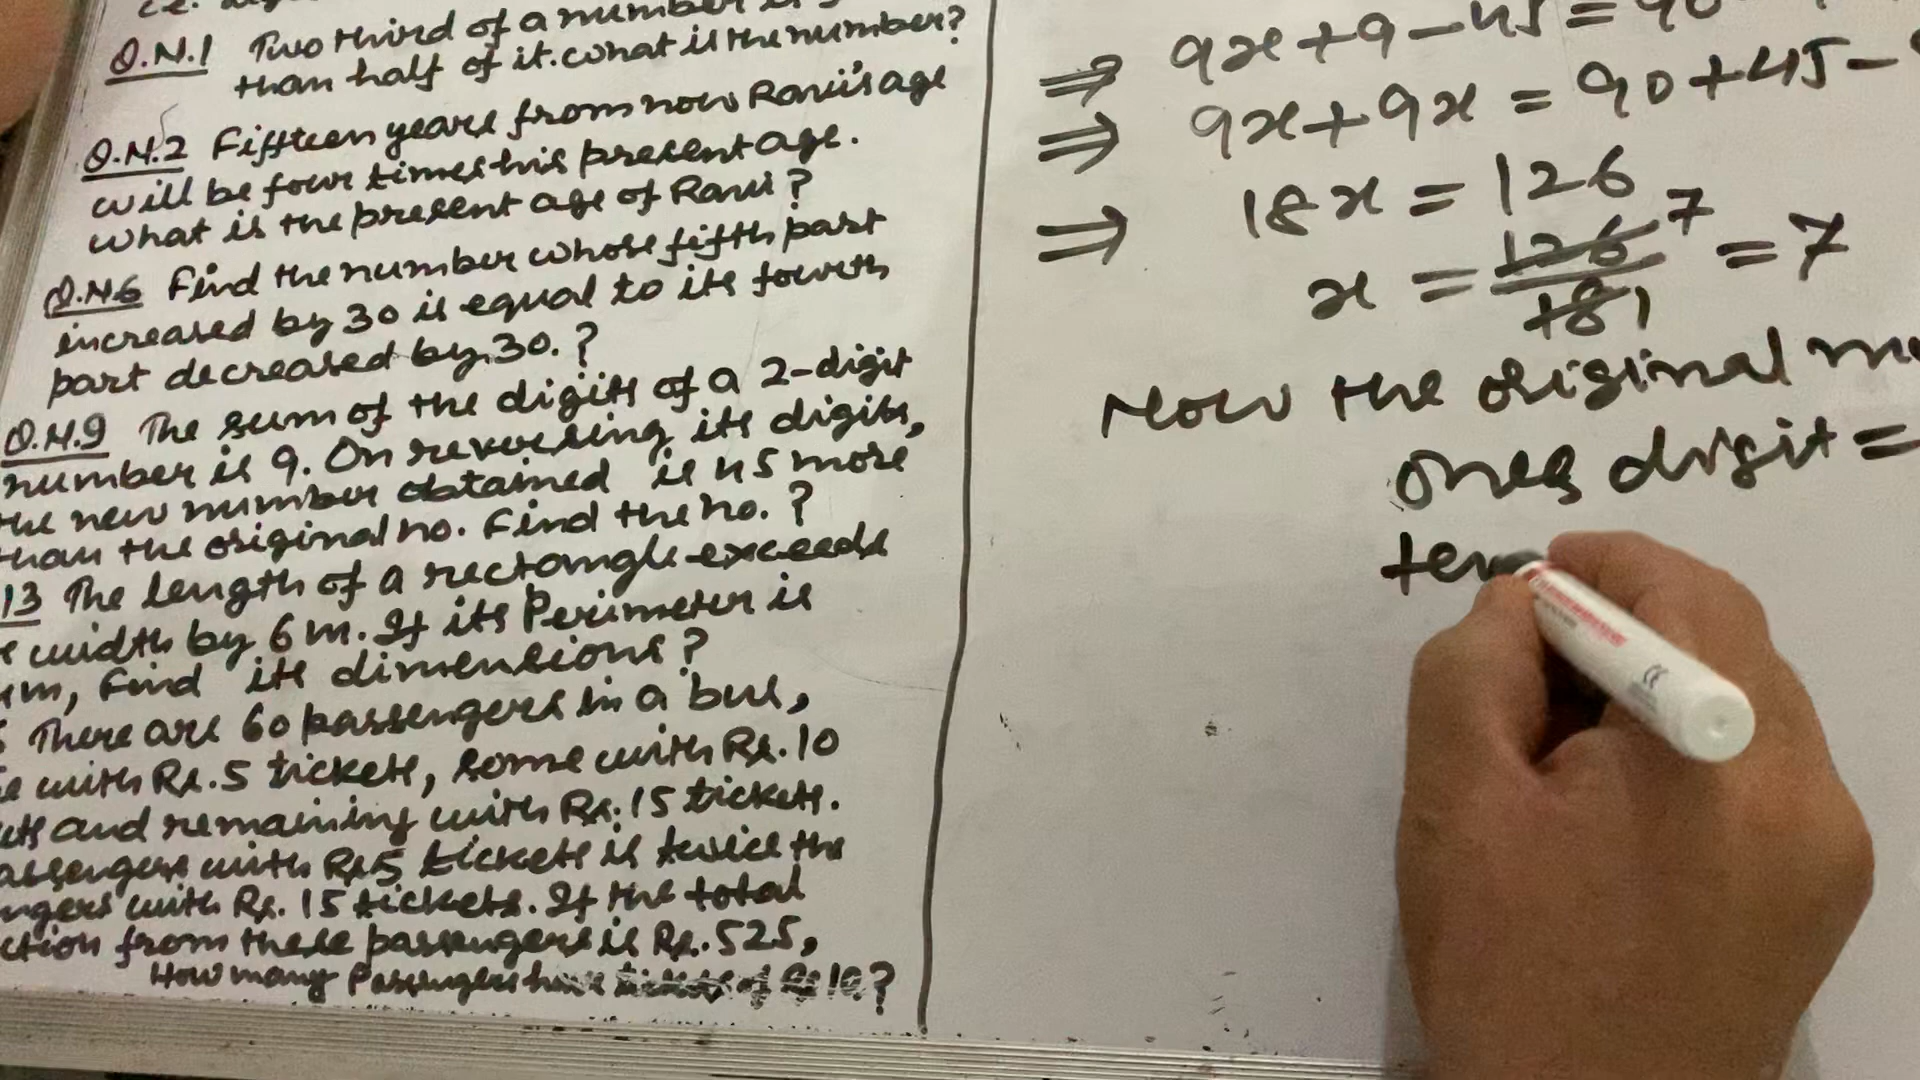 Q.N.1 Two third of a number is
than half of it. what is the number?
Q.N.2 Fifteen years from now Ravi's age
will be four times his present age.
what is the present age of Ravi?
Q.N.6 Find the number whose fifth part
increased by 30 is equal to its fourth
part decreased by 30. ?
Q.N.9 The sum of the digits of a 2-digit
number is 9. On reversing its digits,
the new number obtained is 45 more
than the original no. Find the no. ?
13 The length of a rectangle exceeds
width by 6 m. If its Perimeter is
m, Find its dimensions?
There are 60 passengers in a bus,
with Rs. 5 tickets, some with Rs. 10
and remaining with Rs. 15 tickets.
with Rs 5 tickets is twice the
with Rs. 15 tickets. If the total
from these passengers is Rs. 525,
How many Passengers have tickets of Rs 10.?
⇒ 9x + 9 - 45 = 90
⇒ 9x + 9x = 90 + 45 -
⇒ 18x = 126
x = 126/18 7 1 = 7
Now the original
ones digit =
ten